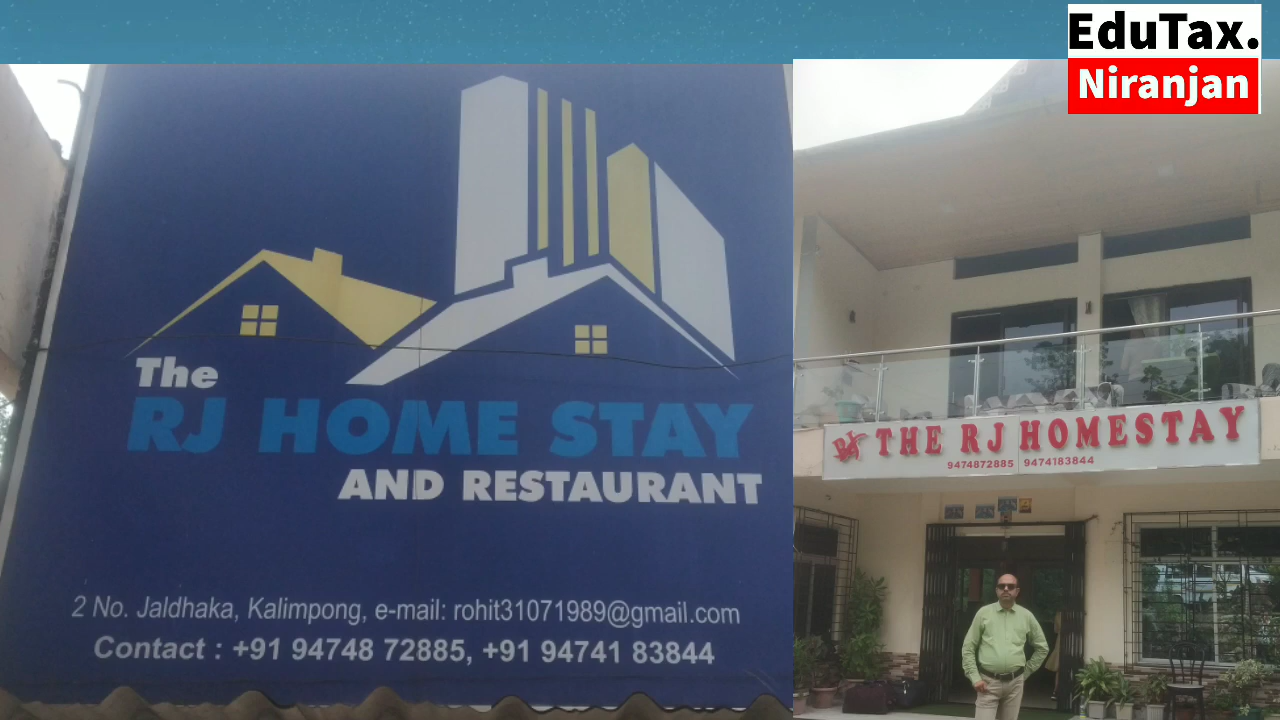 EduTax.
Niranjan
The
RJ HOME STAY
AND RESTAURANT
2 No. Jaldhaka, Kalimpong, e-mail: rohit31071989@gmail.com
Contact : +91 94748 72885, +91 94741 83844
THE RJ HOMESTAY
9474872885 9474183844